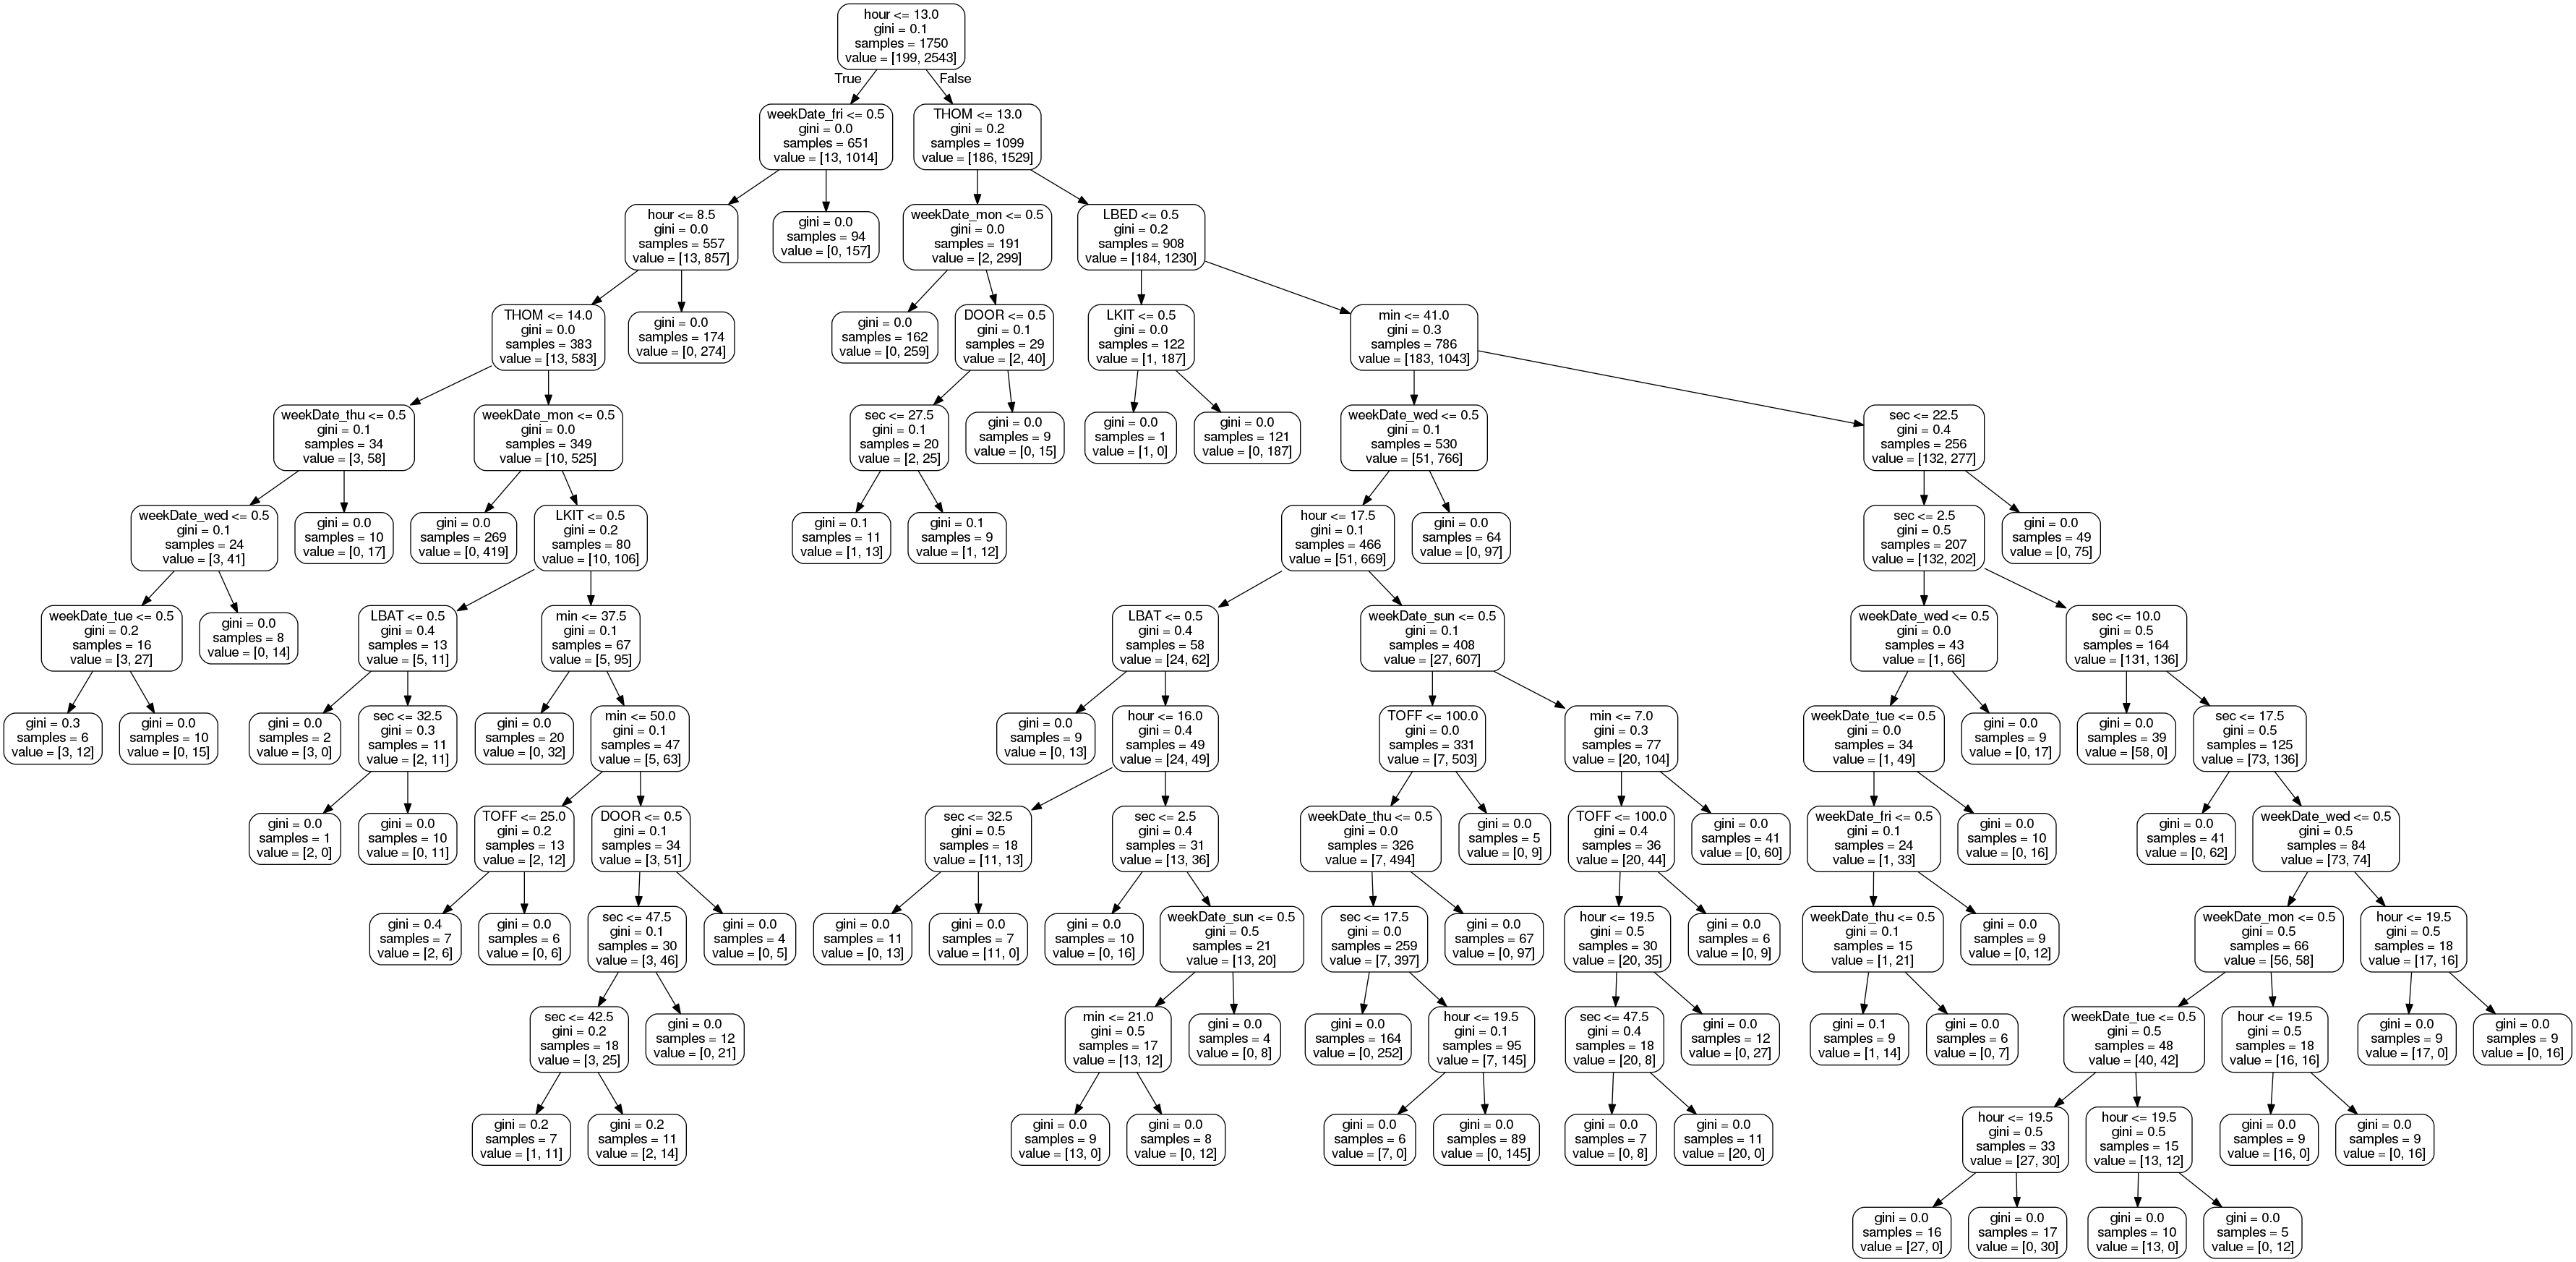 hour <= 13.0
gini = 0.1
samples = 1750
value = [199, 2543]
True
False
weekDate_fri <= 0.5
gini = 0.0
samples = 651
value = [13, 1014]
THOM <= 13.0
gini = 0.2
samples = 1099
value = [186, 1529]
hour <= 8.5
gini = 0.0
samples = 557
value = [13, 857]
gini = 0.0
samples = 94
value = [0, 157]
weekDate_mon <= 0.5
gini = 0.0
samples = 191
value = [2, 299]
LBED <= 0.5
gini = 0.2
samples = 908
value = [184, 1230]
THOM <= 14.0
gini = 0.0
samples = 383
value = [13, 583]
gini = 0.0
samples = 174
value = [0, 274]
gini = 0.0
samples = 162
value = [0, 259]
DOOR <= 0.5
gini = 0.1
samples = 29
value = [2, 40]
LKIT <= 0.5
gini = 0.0
samples = 122
value = [1, 187]
min <= 41.0
gini = 0.3
samples = 786
value = [183, 1043]
weekDate_thu <= 0.5
gini = 0.1
samples = 34
value = [3, 58]
weekDate_mon <= 0.5
gini = 0.0
samples = 349
value = [10, 525]
sec <= 27.5
gini = 0.1
samples = 20
value = [2, 25]
gini = 0.0
samples = 9
value = [0, 15]
gini = 0.0
samples = 1
value = [1, 0]
gini = 0.0
samples = 121
value = [0, 187]
weekDate_wed <= 0.5
gini = 0.1
samples = 530
value = [51, 766]
sec <= 22.5
gini = 0.4
samples = 256
value = [132, 277]
weekDate_wed <= 0.5
gini = 0.1
samples = 24
value = [3, 41]
gini = 0.0
samples = 10
value = [0, 17]
gini = 0.0
samples = 269
value = [0, 419]
LKIT <= 0.5
gini = 0.2
samples = 80
value = [10, 106]
gini = 0.1
samples = 11
value = [1, 13]
gini = 0.1
samples = 9
value = [1, 12]
hour <= 17.5
gini = 0.1
samples = 466
value = [51, 669]
gini = 0.0
samples = 64
value = [0, 97]
sec <= 2.5
gini = 0.5
samples = 207
value = [132, 202]
gini = 0.0
samples = 49
value = [0, 75]
weekDate_tue <= 0.5
gini = 0.2
samples = 16
value = [3, 27]
gini = 0.0
samples = 8
value = [0, 14]
LBAT <= 0.5
gini = 0.4
samples = 13
value = [5, 11]
min <= 37.5
gini = 0.1
samples = 67
value = [5, 95]
LBAT <= 0.5
gini = 0.4
samples = 58
value = [24, 62]
weekDate_sun <= 0.5
gini = 0.1
samples = 408
value = [27, 607]
weekDate_wed <= 0.5
gini = 0.0
samples = 43
value = [1, 66]
sec <= 10.0
gini = 0.5
samples = 164
value = [131, 136]
gini = 0.3
samples = 6
value = [3, 12]
gini = 0.0
samples = 10
value = [0, 15]
gini = 0.0
samples = 2
value = [3, 0]
sec <= 32.5
gini = 0.3
samples = 11
value = [2, 11]
gini = 0.0
samples = 20
value = [0, 32]
min <= 50.0
gini = 0.1
samples = 47
value = [5, 63]
gini = 0.0
samples = 9
value = [0, 13]
hour <= 16.0
gini = 0.4
samples = 49
value = [24, 49]
TOFF <= 100.0
gini = 0.0
samples = 331
value = [7, 503]
min <= 7.0
gini = 0.3
samples = 77
value = [20, 104]
weekDate_tue <= 0.5
gini = 0.0
samples = 34
value = [1, 49]
gini = 0.0
samples = 9
value = [0, 17]
gini = 0.0
samples = 39
value = [58, 0]
sec <= 17.5
gini = 0.5
samples = 125
value = [73, 136]
gini = 0.0
samples = 1
value = [2, 0]
gini = 0.0
samples = 10
value = [0, 11]
TOFF <= 25.0
gini = 0.2
samples = 13
value = [2, 12]
DOOR <= 0.5
gini = 0.1
samples = 34
value = [3, 51]
sec <= 32.5
gini = 0.5
samples = 18
value = [11, 13]
sec <= 2.5
gini = 0.4
samples = 31
value = [13, 36]
weekDate_thu <= 0.5
gini = 0.0
samples = 326
value = [7, 494]
gini = 0.0
samples = 5
value = [0, 9]
TOFF <= 100.0
gini = 0.4
samples = 36
value = [20, 44]
gini = 0.0
samples = 41
value = [0, 60]
weekDate_fri <= 0.5
gini = 0.1
samples = 24
value = [1, 33]
gini = 0.0
samples = 10
value = [0, 16]
gini = 0.0
samples = 41
value = [0, 62]
weekDate_wed <= 0.5
gini = 0.5
samples = 84
value = [73, 74]
gini = 0.4
samples = 7
value = [2, 6]
gini = 0.0
samples = 6
value = [0, 6]
sec <= 47.5
gini = 0.1
samples = 30
value = [3, 46]
gini = 0.0
samples = 4
value = [0, 5]
gini = 0.0
samples = 11
value = [0, 13]
gini = 0.0
samples = 7
value = [11, 0]
gini = 0.0
samples = 10
value = [0, 16]
weekDate_sun <= 0.5
gini = 0.5
samples = 21
value = [13, 20]
sec <= 17.5
gini = 0.0
samples = 259
value = [7, 397]
gini = 0.0
samples = 67
value = [0, 97]
hour <= 19.5
gini = 0.5
samples = 30
value = [20, 35]
gini = 0.0
samples = 6
value = [0, 9]
weekDate_thu <= 0.5
gini = 0.1
samples = 15
value = [1, 21]
gini = 0.0
samples = 9
value = [0, 12]
weekDate_mon <= 0.5
gini = 0.5
samples = 66
value = [56, 58]
hour <= 19.5
gini = 0.5
samples = 18
value = [17, 16]
sec <= 42.5
gini = 0.2
samples = 18
value = [3, 25]
gini = 0.0
samples = 12
value = [0, 21]
min <= 21.0
gini = 0.5
samples = 17
value = [13, 12]
gini = 0.0
samples = 4
value = [0, 8]
gini = 0.0
samples = 164
value = [0, 252]
hour <= 19.5
gini = 0.1
samples = 95
value = [7, 145]
sec <= 47.5
gini = 0.4
samples = 18
value = [20, 8]
gini = 0.0
samples = 12
value = [0, 27]
gini = 0.1
samples = 9
value = [1, 14]
gini = 0.0
samples = 6
value = [0, 7]
weekDate_tue <= 0.5
gini = 0.5
samples = 48
value = [40, 42]
hour <= 19.5
gini = 0.5
samples = 18
value = [16, 16]
gini = 0.0
samples = 9
value = [17, 0]
gini = 0.0
samples = 9
value = [0, 16]
gini = 0.2
samples = 7
value = [1, 11]
gini = 0.2
samples = 11
value = [2, 14]
gini = 0.0
samples = 9
value = [13, 0]
gini = 0.0
samples = 8
value = [0, 12]
gini = 0.0
samples = 6
value = [7, 0]
gini = 0.0
samples = 89
value = [0, 145]
gini = 0.0
samples = 7
value = [0, 8]
gini = 0.0
samples = 11
value = [20, 0]
hour <= 19.5
gini = 0.5
samples = 33
value = [27, 30]
hour <= 19.5
gini = 0.5
samples = 15
value = [13, 12]
gini = 0.0
samples = 9
value = [16, 0]
gini = 0.0
samples = 9
value = [0, 16]
gini = 0.0
samples = 16
value = [27, 0]
gini = 0.0
samples = 17
value = [0, 30]
gini = 0.0
samples = 10
value = [13, 0]
gini = 0.0
samples = 5
value = [0, 12]